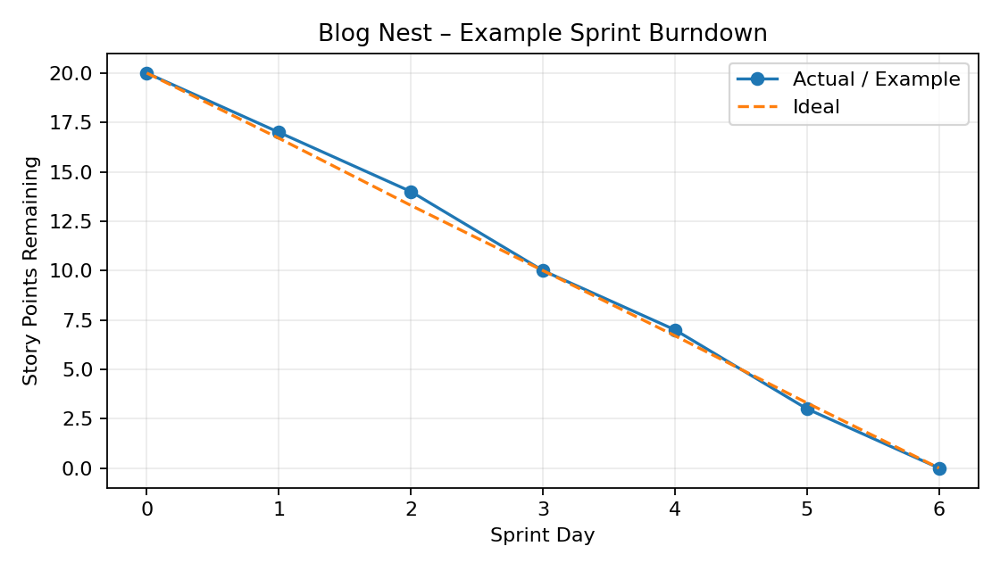 Blog Nest – Example Sprint Burndown
Actual / Example
Ideal
Story Points Remaining
20.0
17.5
15.0
12.5
10.0
7.5
5.0
2.5
0.0
0 1 2 3 4 5 6
Sprint Day